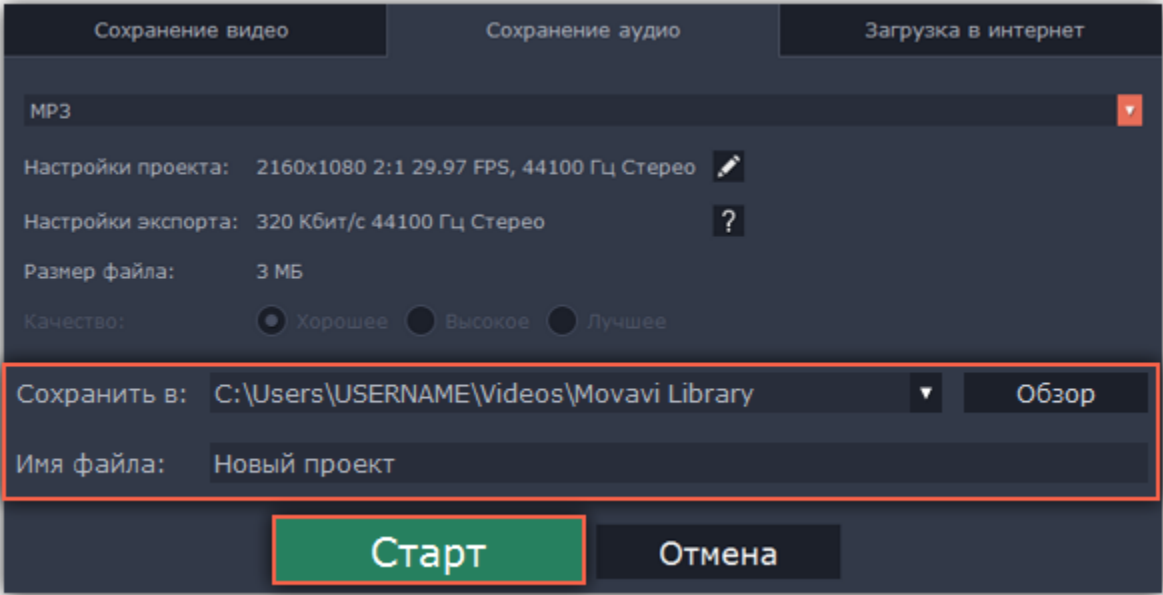 Сохранение видео Сохранение аудио Загрузка в интернет
MP3
Настройки проекта: 2160x1080 2:1 29.97 FPS, 44100 Гц Стерео
Настройки экспорта: 320 Кбит/с 44100 Гц Стерео ?
Размер файла: 3 МБ
Качество: Хорошее Высокое Лучшее
Сохранить в: C:\Users\USERNAME\Videos\Movavi Library Обзор
Имя файла: Новый проект
Старт Отмена